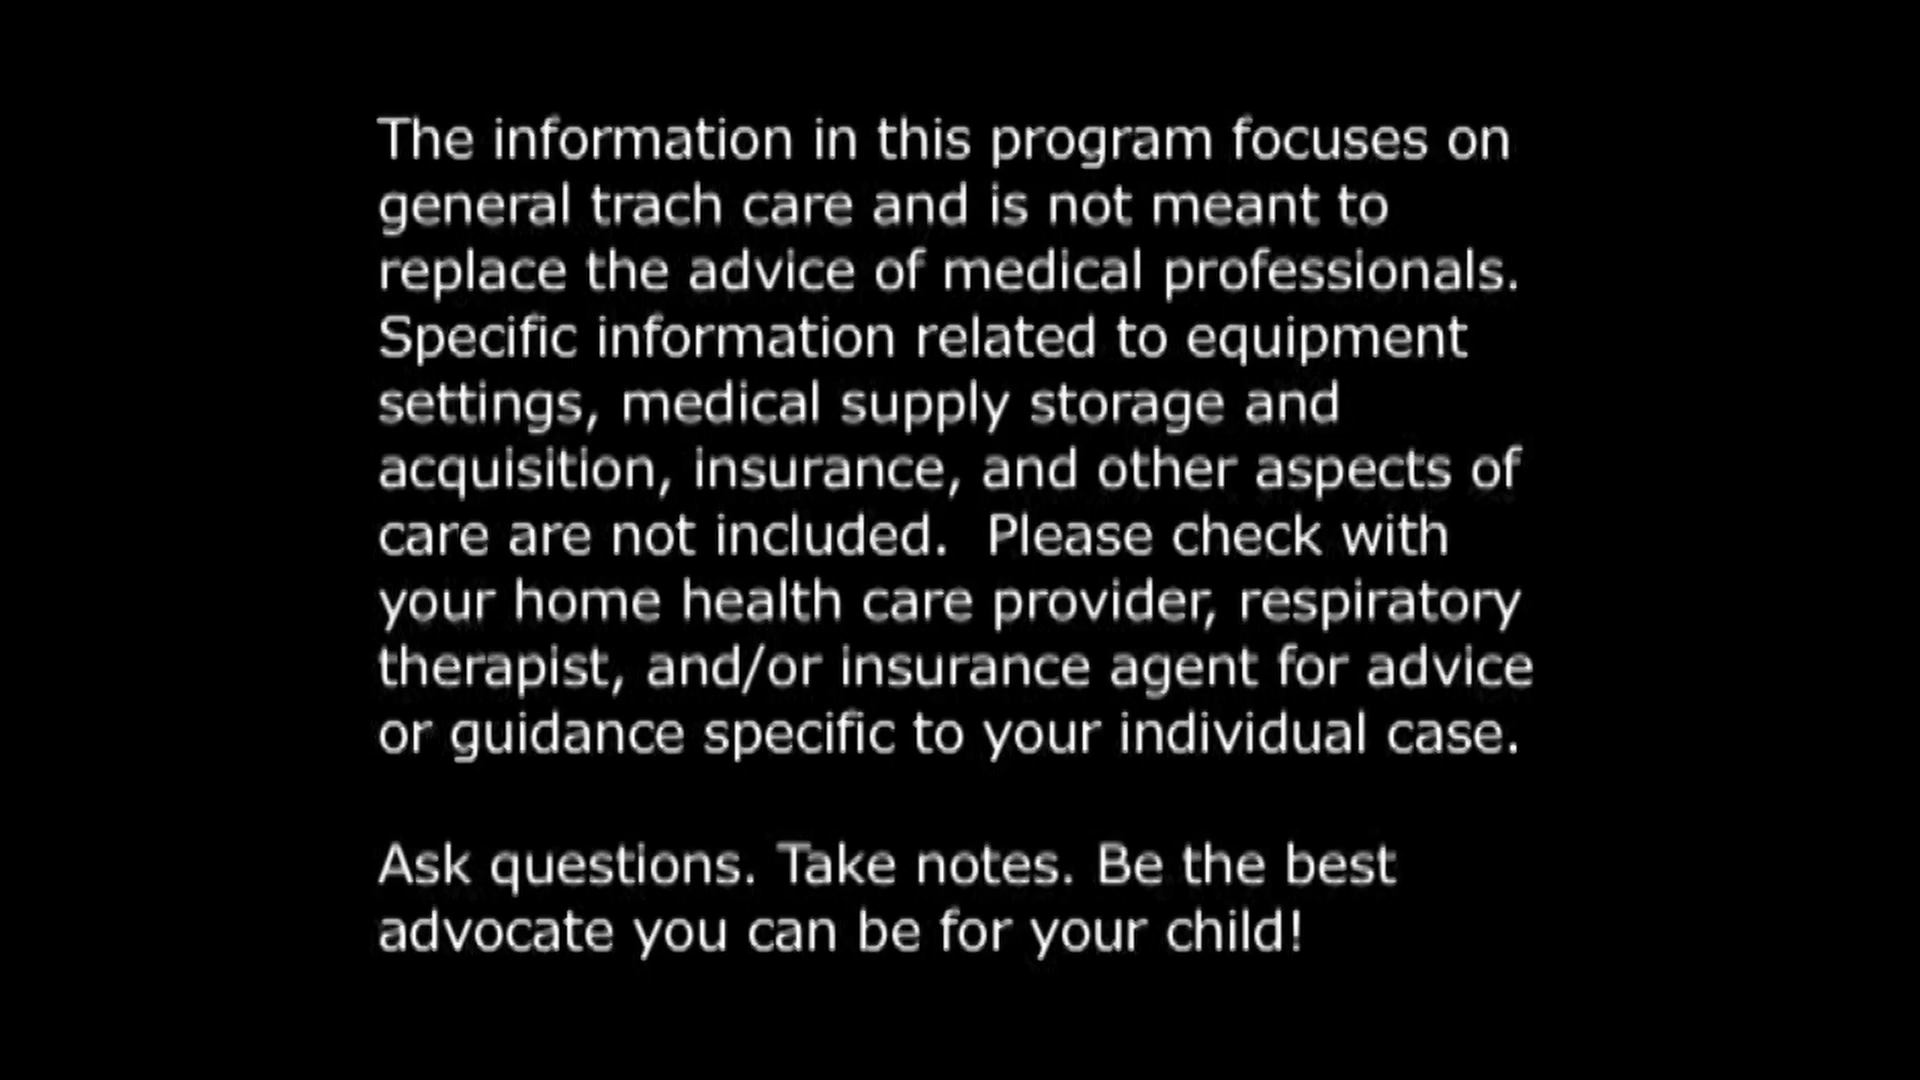 The information in this program focuses on
general trach care and is not meant to
replace the advice of medical professionals.
Specific information related to equipment
settings, medical supply storage and
acquisition, insurance, and other aspects of
care are not included.  Please check with
your home health care provider, respiratory
therapist, and/or insurance agent for advice
or guidance specific to your individual case.

Ask questions. Take notes. Be the best
advocate you can be for your child!